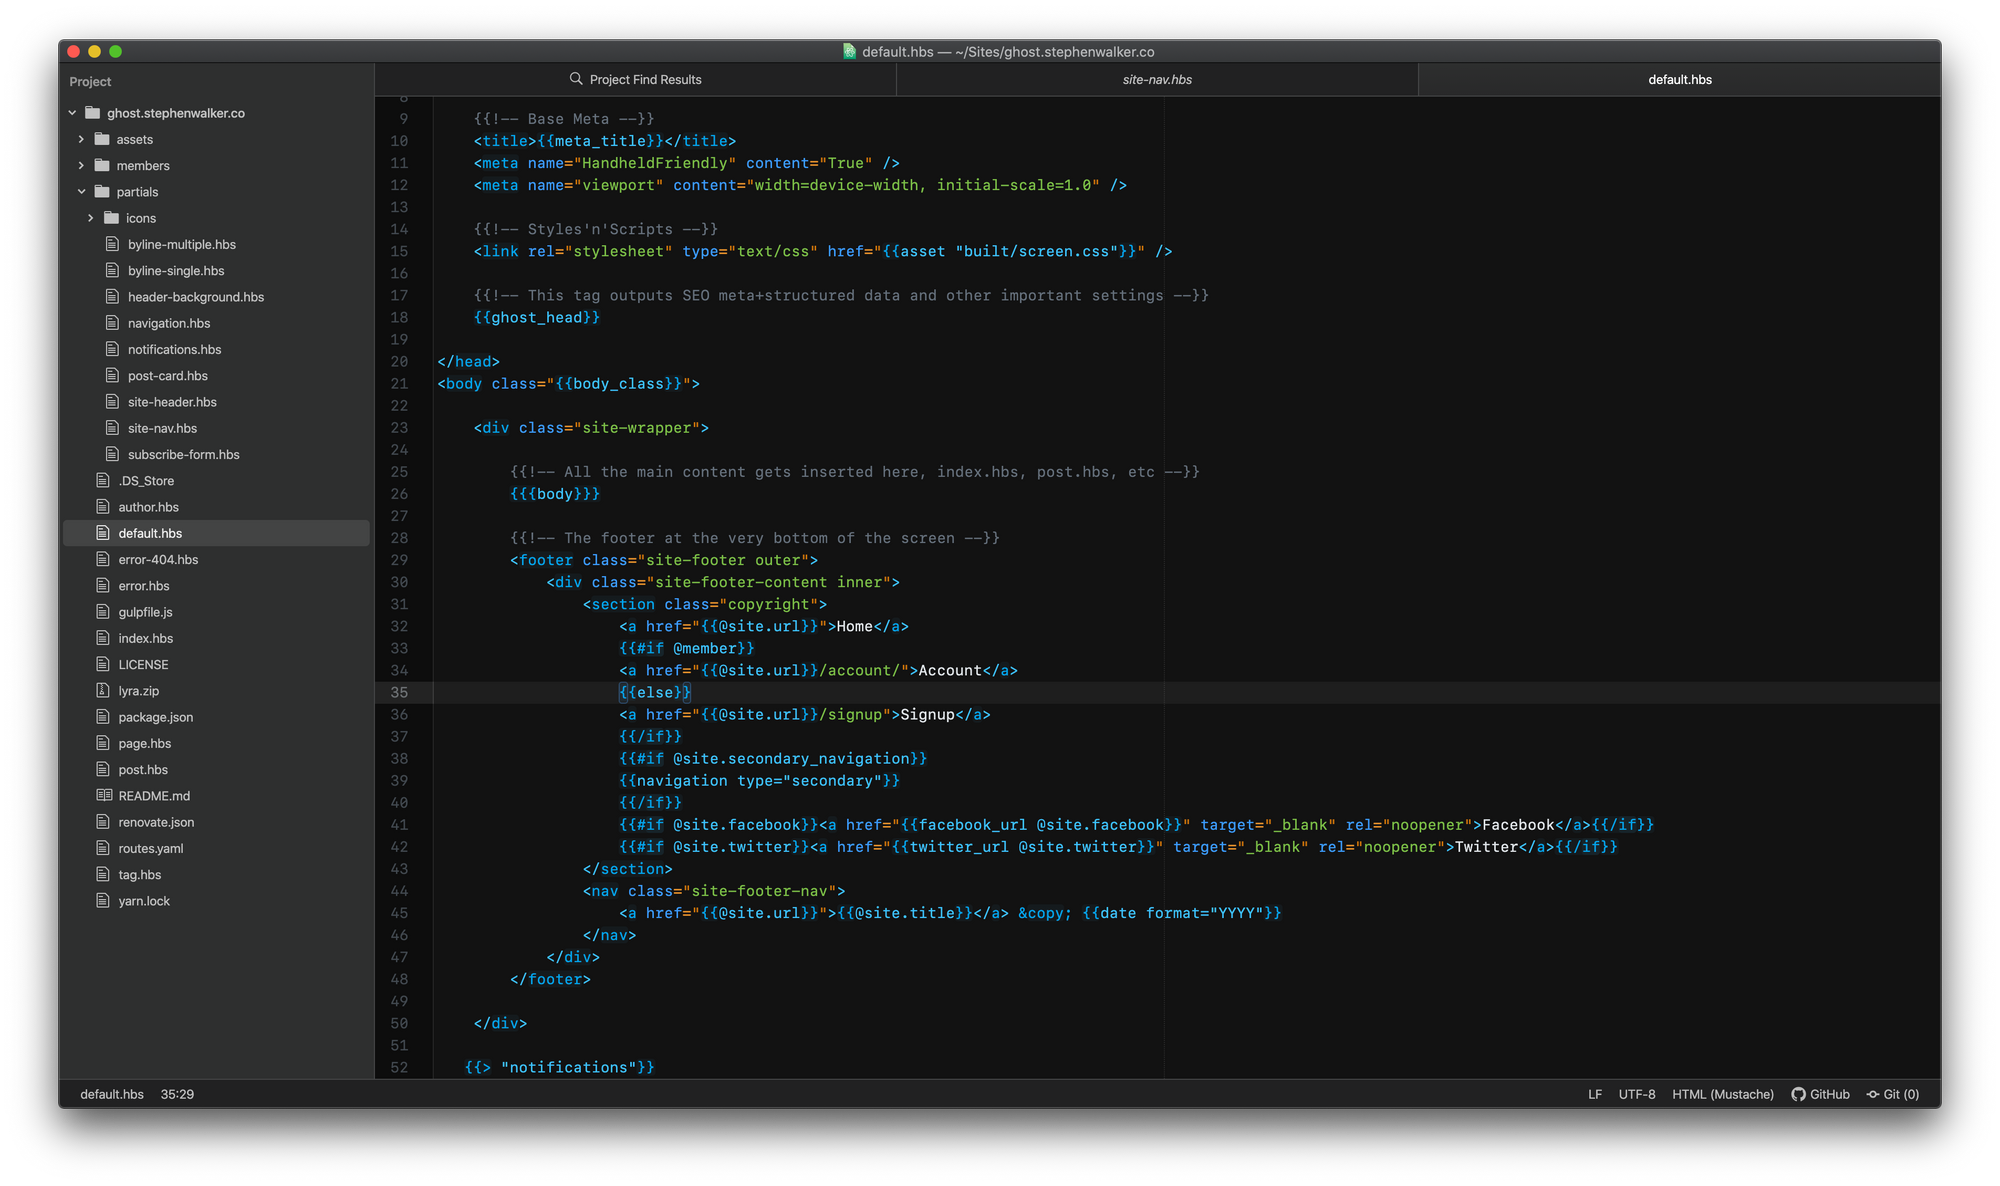 default.hbs — ~/Sites/ghost.stephenwalker.co
Project
ghost.stephenwalker.co
assets
members
partials
icons
byline-multiple.hbs
byline-single.hbs
header-background.hbs
navigation.hbs
notifications.hbs
post-card.hbs
site-header.hbs
site-nav.hbs
subscribe-form.hbs
.DS_Store
author.hbs
default.hbs
error-404.hbs
error.hbs
gulpfile.js
index.hbs
LICENSE
lyra.zip
package.json
page.hbs
post.hbs
README.md
renovate.json
routes.yaml
tag.hbs
yarn.lock
Project Find Results
site-nav.hbs
default.hbs
8
9 {{!-- Base Meta --}}
10 <title>{{meta_title}}</title>
11 <meta name="HandheldFriendly" content="True" />
12 <meta name="viewport" content="width=device-width, initial-scale=1.0" />
13
14 {{!-- Styles'n'Scripts --}}
15 <link rel="stylesheet" type="text/css" href="{{asset "built/screen.css"}}" />
16
17 {{!-- This tag outputs SEO meta+structured data and other important settings --}}
18 {{ghost_head}}
19
20 </head>
21 <body class="{{body_class}}">
22
23 <div class="site-wrapper">
24
25 {{!-- All the main content gets inserted here, index.hbs, post.hbs, etc --}}
26 {{{body}}}
27
28 {{!-- The footer at the very bottom of the screen --}}
29 <footer class="site-footer outer">
30 <div class="site-footer-content inner">
31 <section class="copyright">
32 <a href="{{@site.url}}">Home</a>
33 {{#if @member}}
34 <a href="{{@site.url}}/account/">Account</a>
35 {{else}}
36 <a href="{{@site.url}}/signup">Signup</a>
37 {{/if}}
38 {{#if @site.secondary_navigation}}
39 {{navigation type="secondary"}}
40 {{/if}}
41 {{#if @site.facebook}}<a href="{{facebook_url @site.facebook}}" target="_blank" rel="noopener">Facebook</a>{{/if}}
42 {{#if @site.twitter}}<a href="{{twitter_url @site.twitter}}" target="_blank" rel="noopener">Twitter</a>{{/if}}
43 </section>
44 <nav class="site-footer-nav">
45 <a href="{{@site.url}}">{{@site.title}}</a> &copy; {{date format="YYYY"}}
46 </nav>
47 </div>
48 </footer>
49
50 </div>
51
52 {{> "notifications"}}
default.hbs 35:29
LF UTF-8 HTML (Mustache) GitHub Git (0)